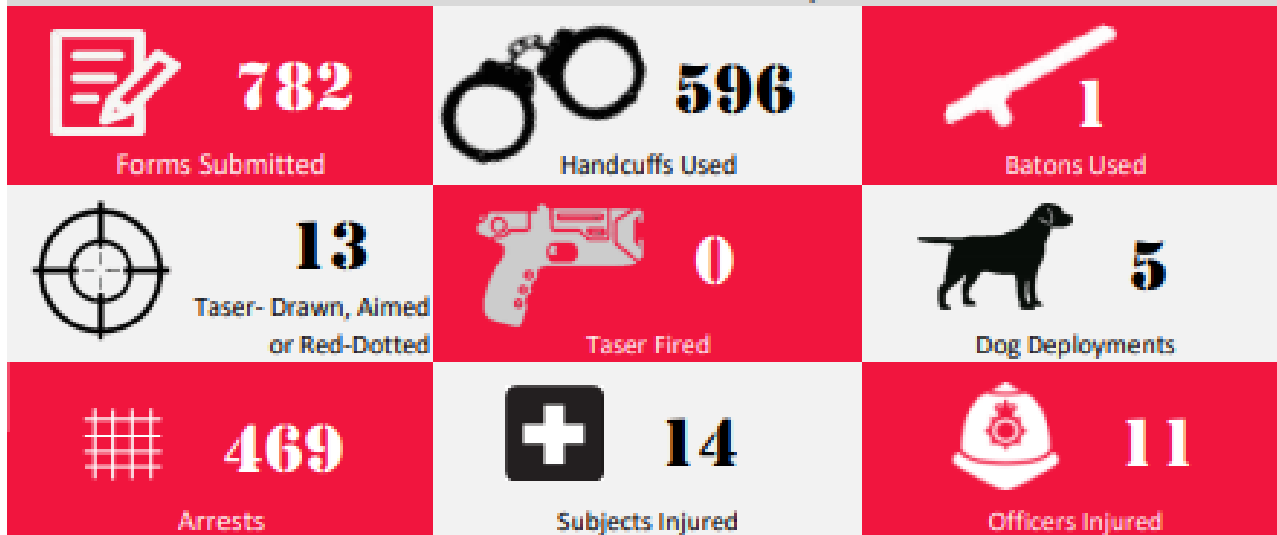 782
Forms Submitted
596
Handcuffs Used
1
Batons Used
13
Taser- Drawn, Aimed
or Red-Dotted
0
Taser Fired
5
Dog Deployments
469
Arrests
14
Subjects Injured
11
Officers Injured